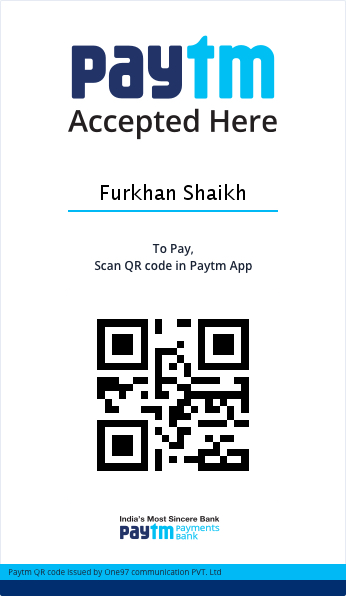 paytm
Accepted Here
Furkhan Shaikh
To Pay,
Scan QR code in Paytm App
India's Most Sincere Bank
paytm payments bank
Paytm QR code issued by One97 communication PVT. Ltd